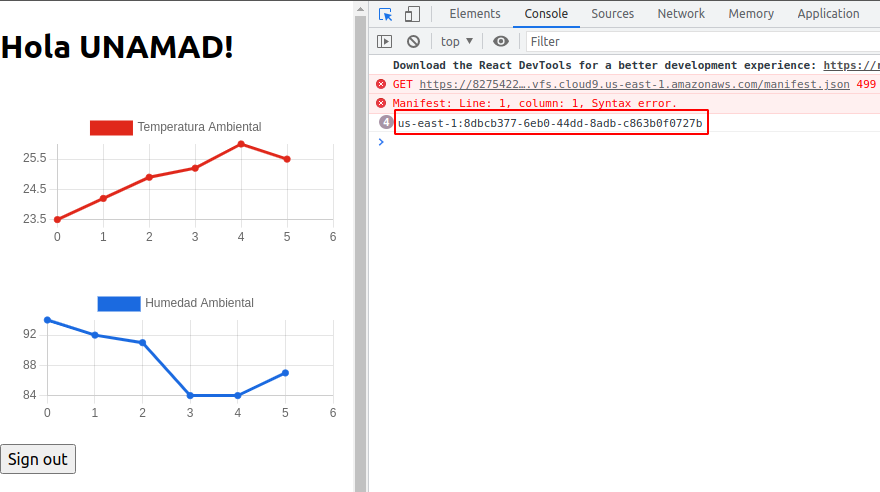 Hola UNAMAD!
Temperatura Ambiental
25.5
24.5
23.5
0 1 2 3 4 5 6
Humedad Ambiental
92
88
84
0 1 2 3 4 5 6
Sign out
Elements Console Sources Network Memory Application
top ▼ Filter
Download the React DevTools for a better development experience: https://r
GET https://8275422….vfs.cloud9.us-east-1.amazonaws.com/manifest.json 499
Manifest: Line: 1, column: 1, Syntax error.
4 us-east-1:8dbcb377-6eb0-44dd-8adb-c863b0f0727b